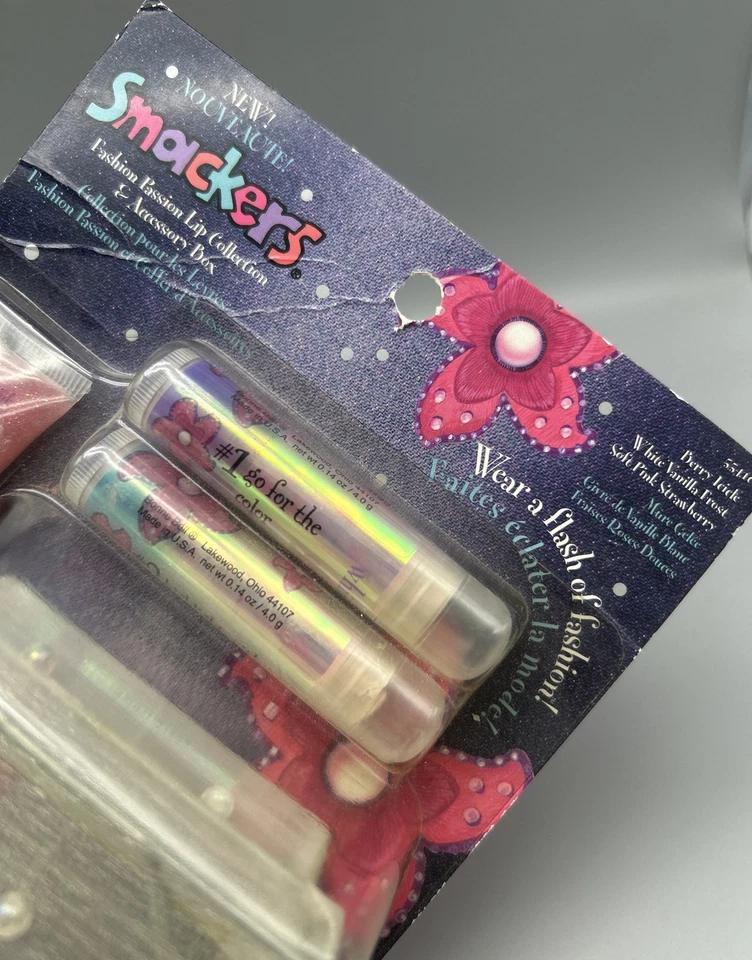 NEW!
NOUVEAUTÉ!
Smackers®
Fashion Passion Lip Collection
& Accessory Box
Collection pour les Lèvres
Fashion Passion et Coffret d'Accessoires
Wear a flash of fashion!
Faites éclater la mode!
Berry Icicle
White Vanilla Frost
Soft Pink Strawberry
Mûre Gelée
Givre de Vanille Blanc
Fraises Roses Douces
U.S.A. net wt 0.14 oz / 4.0 g
#1 go for the
color
Bonne Bell ® Lakewood, Ohio 44107
Made in U.S.A. net wt 0.14 oz / 4.0 g